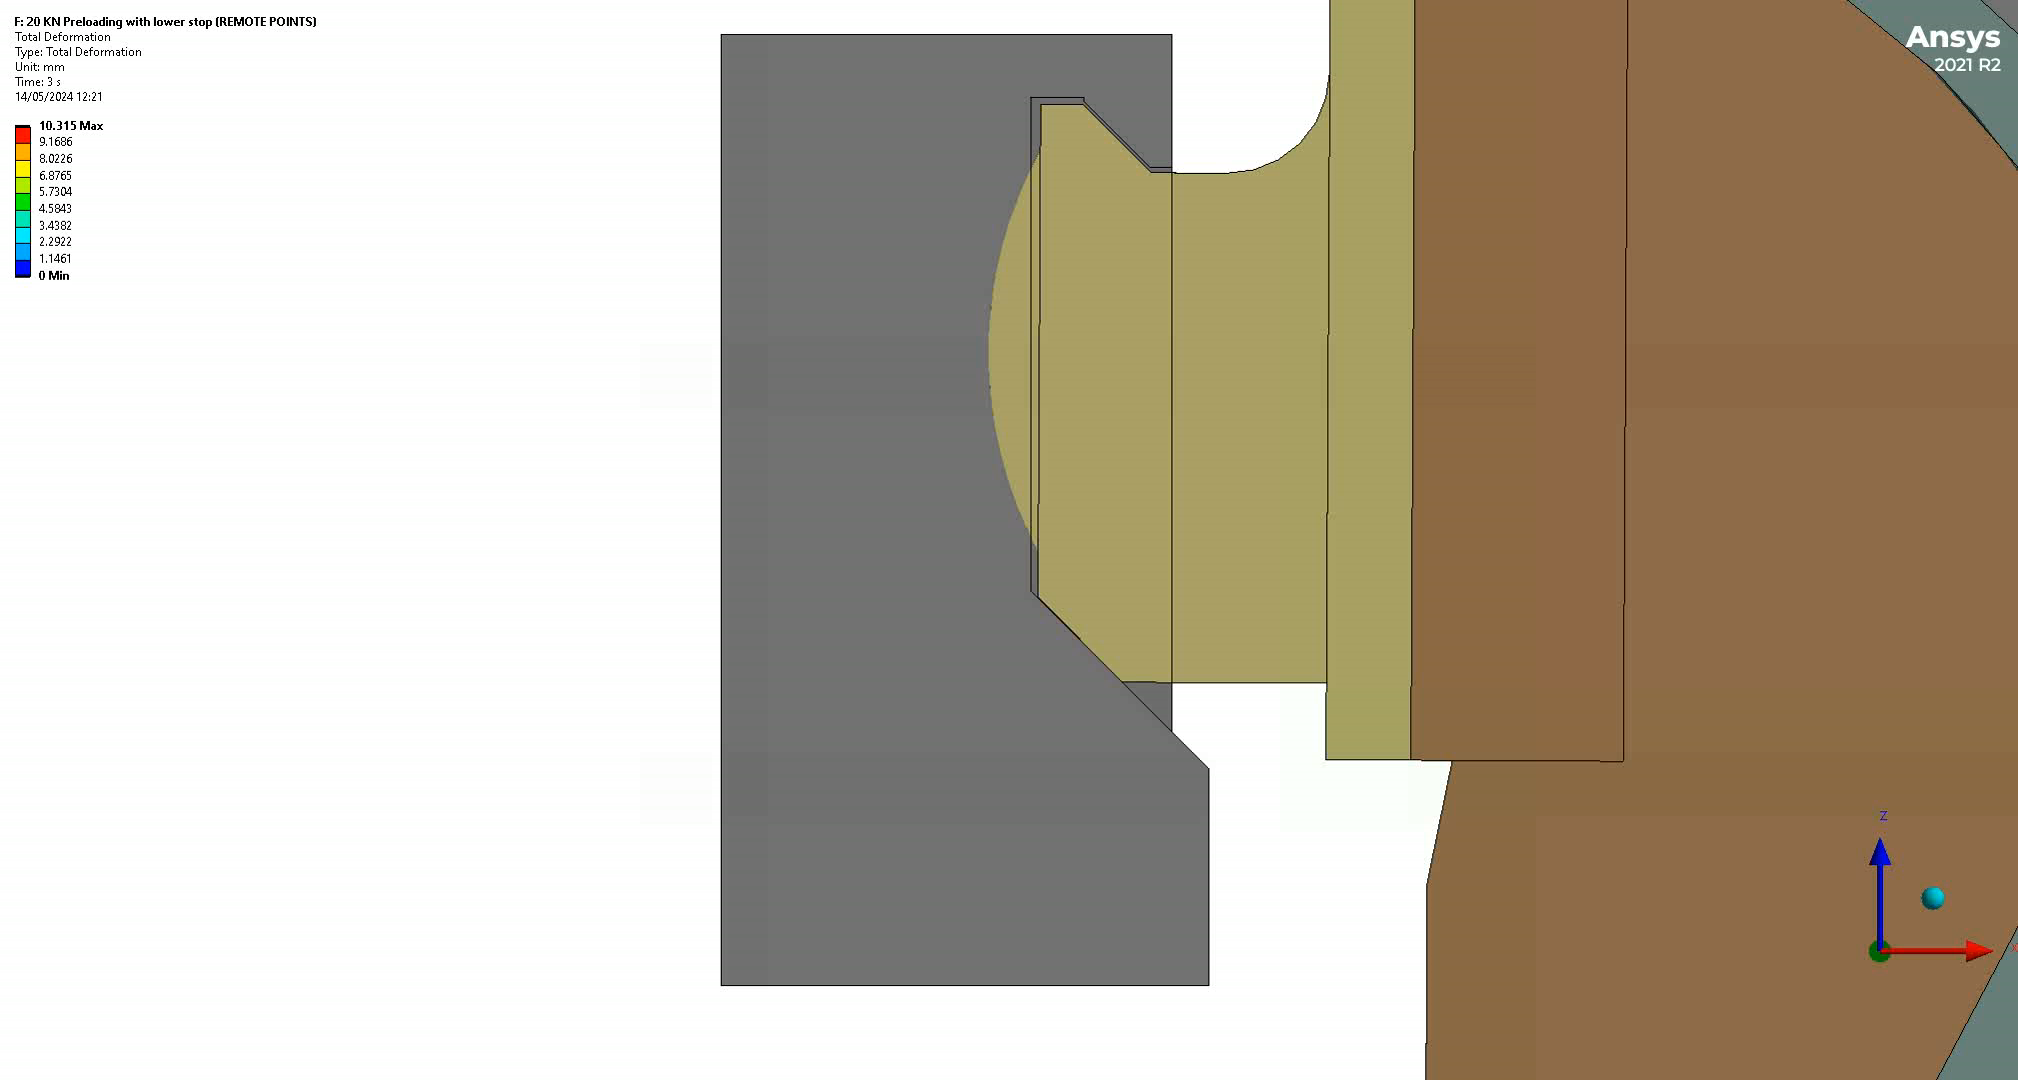 F: 20 KN Preloading with lower stop (REMOTE POINTS)
Total Deformation
Type: Total Deformation
Unit: mm
Time: 3 s
14/05/2024 12:21
10.315 Max
9.1686
8.0226
6.8765
5.7304
4.5843
3.4382
2.2922
1.1461
0 Min
Ansys
2021 R2
Z